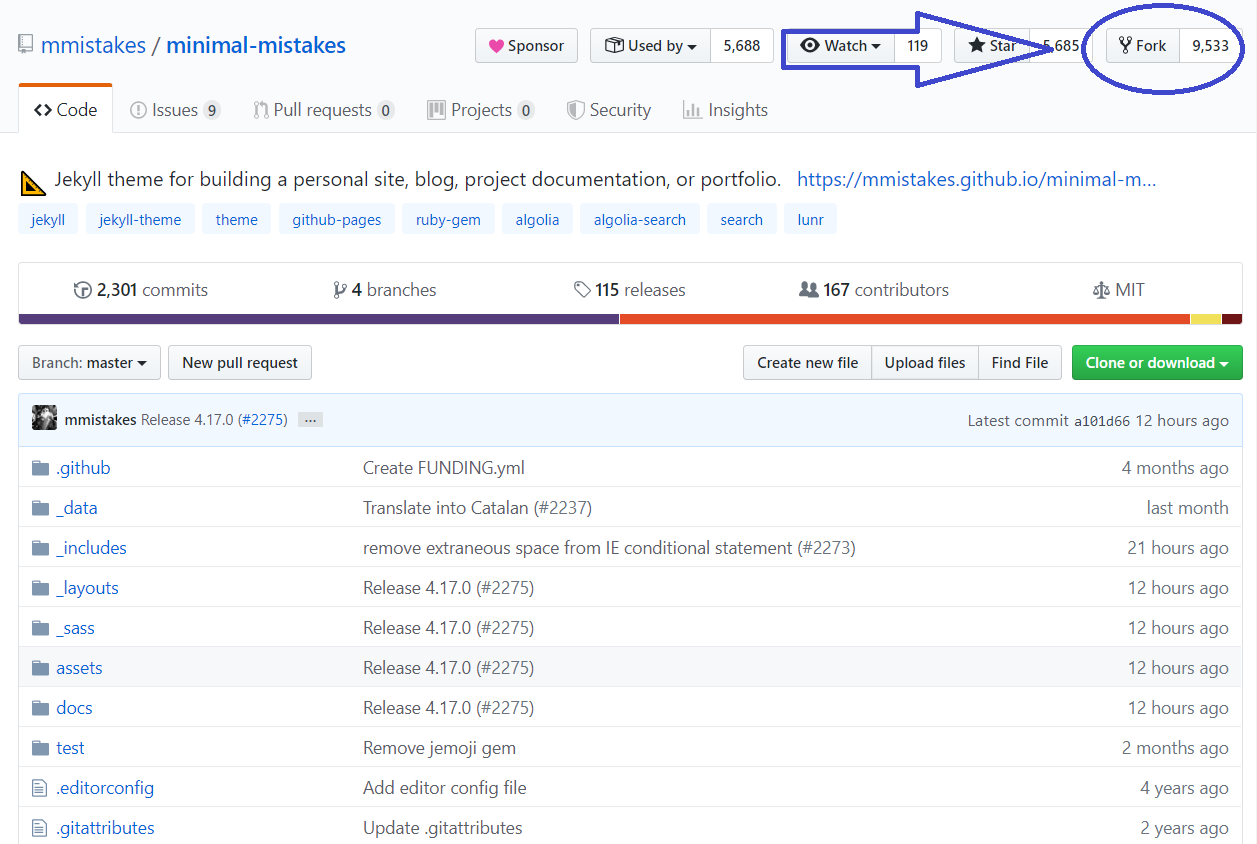 mmistakes / minimal-mistakes Sponsor Used by 5,688 Watch 119 Star 5,685 Fork 9,533
Code Issues 9 Pull requests 0 Projects 0 Security Insights
Jekyll theme for building a personal site, blog, project documentation, or portfolio. https://mmistakes.github.io/minimal-m...
jekyll jekyll-theme theme github-pages ruby-gem algolia algolia-search search lunr
2,301 commits 4 branches 115 releases 167 contributors MIT
Branch: master New pull request Create new file Upload files Find File Clone or download
mmistakes Release 4.17.0 (#2275) ... Latest commit a101d66 12 hours ago
.github Create FUNDING.yml 4 months ago
_data Translate into Catalan (#2237) last month
_includes remove extraneous space from IE conditional statement (#2273) 21 hours ago
_layouts Release 4.17.0 (#2275) 12 hours ago
_sass Release 4.17.0 (#2275) 12 hours ago
assets Release 4.17.0 (#2275) 12 hours ago
docs Release 4.17.0 (#2275) 12 hours ago
test Remove jemoji gem 2 months ago
.editorconfig Add editor config file 4 years ago
.gitattributes Update .gitattributes 2 years ago